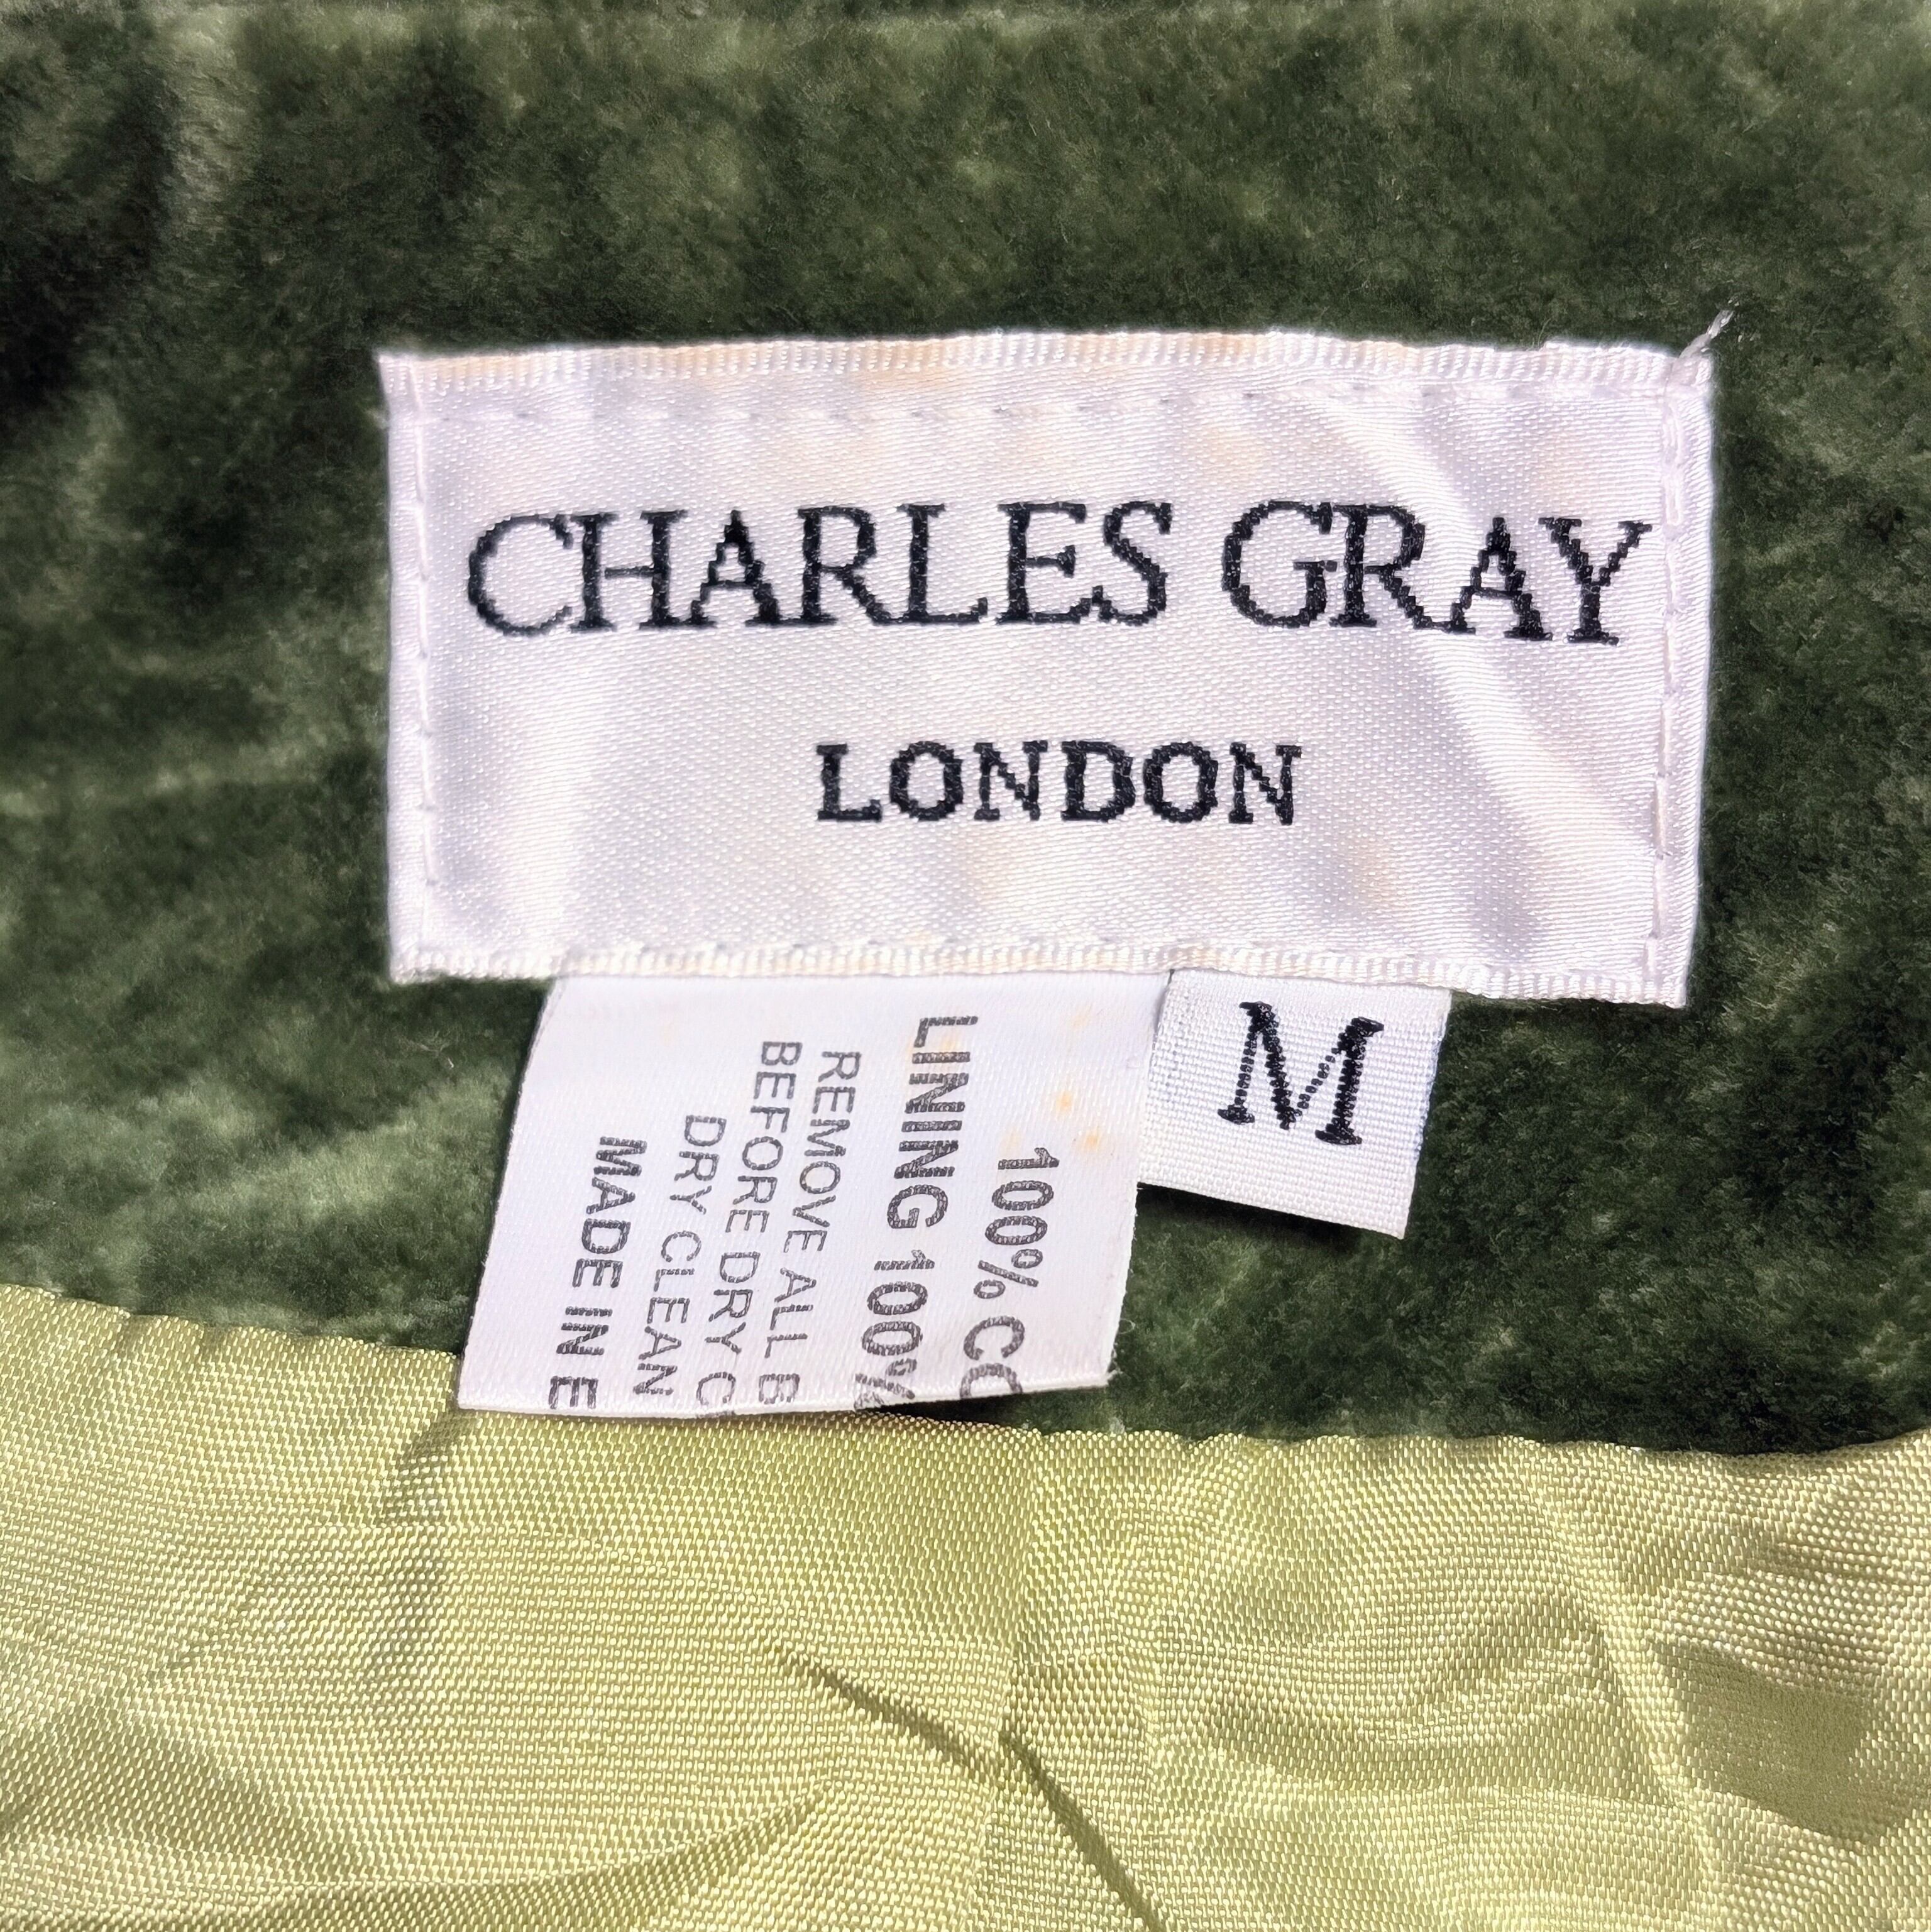 CHARLES GRAY
LONDON
M
100% CO
LINING 100%
REMOVE ALL B
BEFORE DRY C
DRY CLEAN
MADE IN E